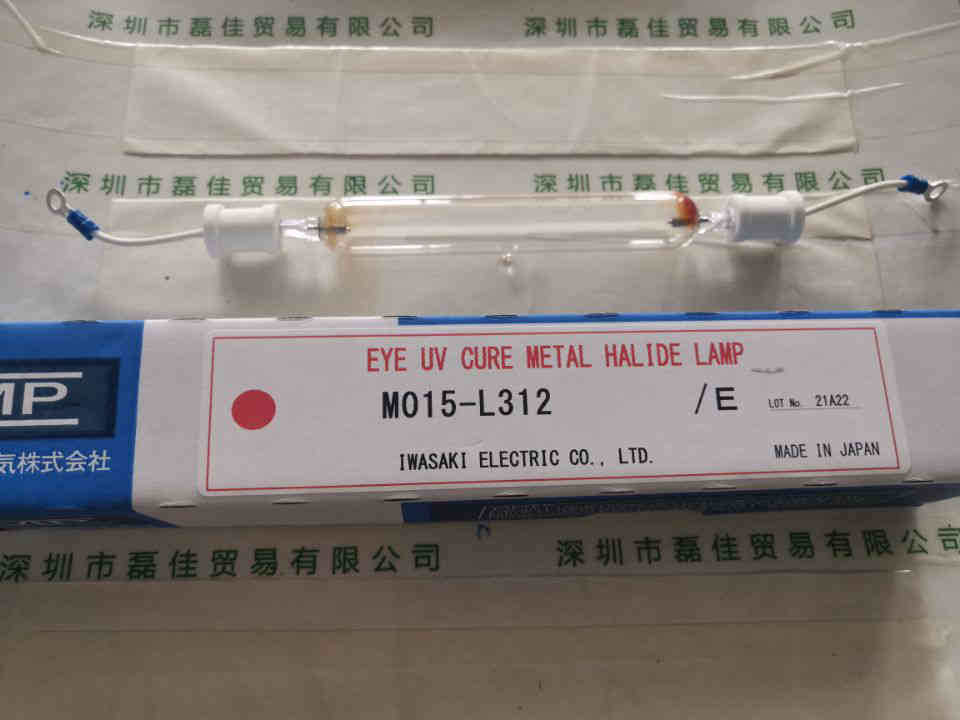 深圳市磊佳贸易有限公司 深圳市磊佳贸易有限公司
深圳市磊佳贸易有限公司 深圳市磊佳贸易有限公司
MP
気株式会社
EYE UV CURE METAL HALIDE LAMP
M015-L312 /E LOT No. 21A22
IWASAKI ELECTRIC CO., LTD. MADE IN JAPAN
深圳市磊佳贸易有限公司 深圳市磊佳贸易有限公司